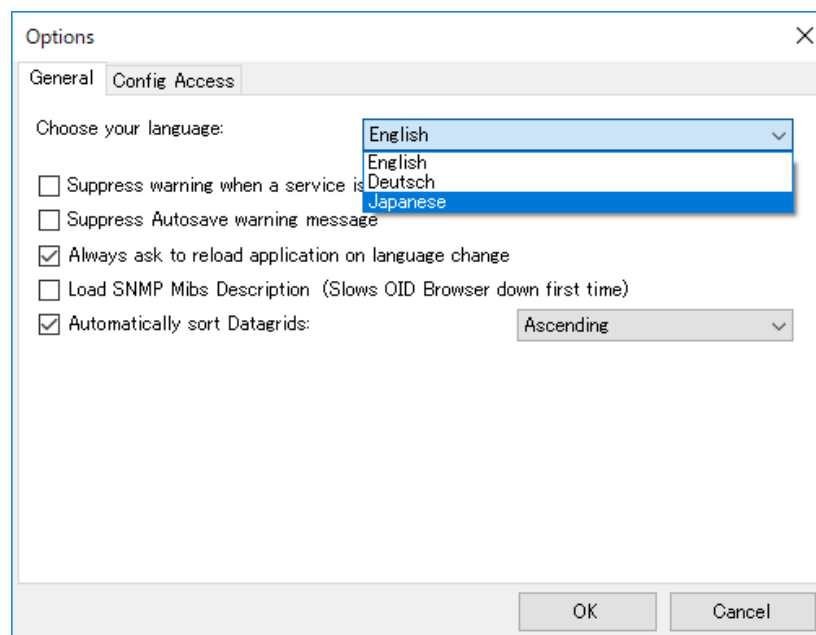 Options
General
Config Access
Choose your language:
English
English
Deutsch
Japanese
Suppress warning when a service is
Suppress Autosave warning message
Always ask to reload application on language change
Load SNMP Mibs Description (Slows OID Browser down first time)
Automatically sort Datagrids:
Ascending
OK
Cancel